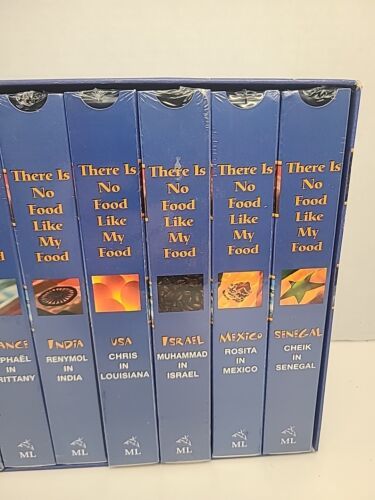 d
ANCE
PHAËL
IN
RITTANY
There Is
No
Food
Like
My
Food
INDIA
RENYMOL IN
INDIA
ML
There Is
No
Food
Like
My
Food
USA
CHRIS
IN
LOUISIANA
ML
There Is
No
Food
Like
My
Food
ISRAEL
MUHAMMAD
IN
ISRAEL
ML
There Is
No
Food
Like
My
Food
MEXICO
ROSITA
IN
MEXICO
ML
There Is
No
Food
Like
My
Food
SENEGAL
CHEIK
IN
SENEGAL
ML